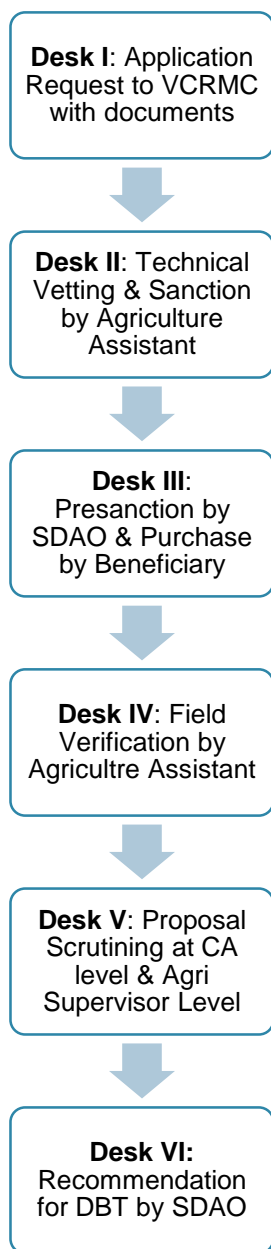 Desk I: Application
Request to VCRMC
with documents
Desk II: Technical
Vetting & Sanction
by Agriculture
Assistant
Desk III:
Presanction by
SDAO & Purchase
by Beneficiary
Desk IV: Field
Verification by
Agricultre Assistant
Desk V: Proposal
Scrutining at CA
level & Agri
Supervisor Level
Desk VI:
Recommendation
for DBT by SDAO